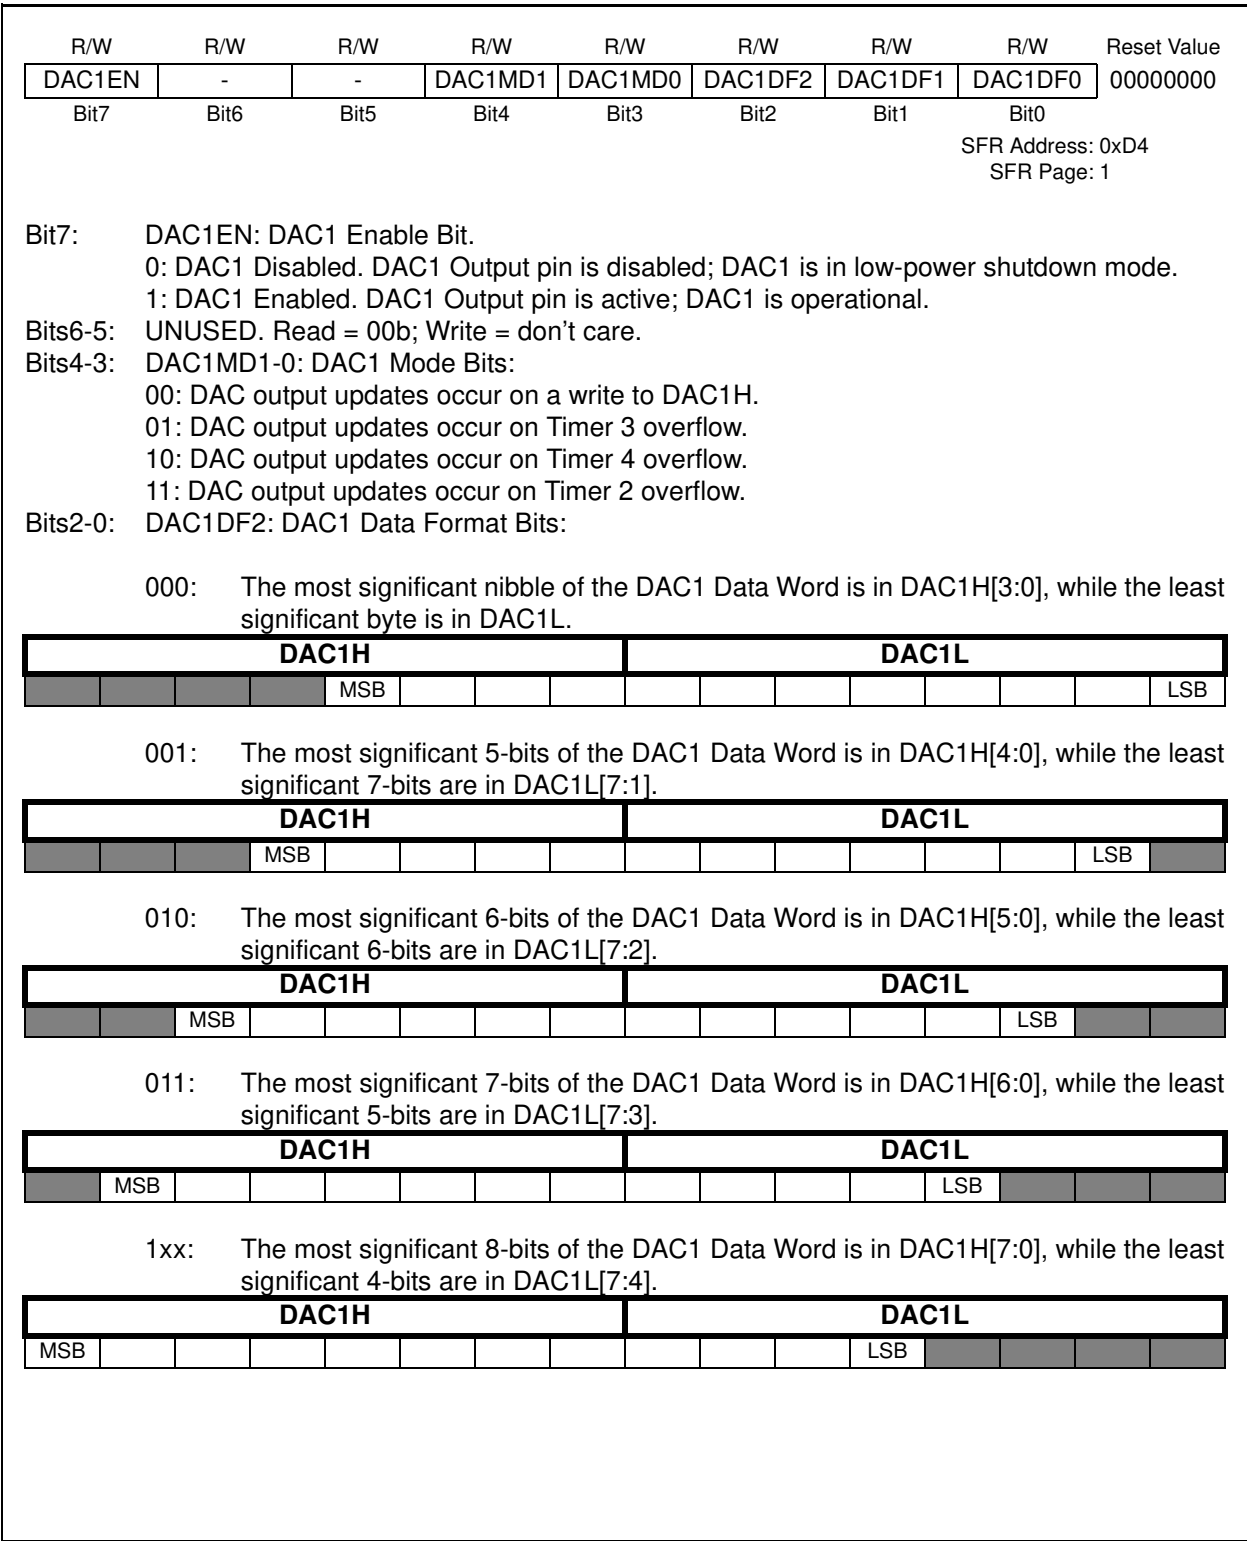 R/W R/W R/W R/W R/W R/W R/W R/W Reset Value
DAC1EN - - DAC1MD1 DAC1MD0 DAC1DF2 DAC1DF1 DAC1DF0 00000000
Bit7 Bit6 Bit5 Bit4 Bit3 Bit2 Bit1 Bit0
SFR Address: 0xD4
SFR Page: 1
Bit7: DAC1EN: DAC1 Enable Bit.
0: DAC1 Disabled. DAC1 Output pin is disabled; DAC1 is in low-power shutdown mode.
1: DAC1 Enabled. DAC1 Output pin is active; DAC1 is operational.
Bits6-5: UNUSED. Read = 00b; Write = don't care.
Bits4-3: DAC1MD1-0: DAC1 Mode Bits:
00: DAC output updates occur on a write to DAC1H.
01: DAC output updates occur on Timer 3 overflow.
10: DAC output updates occur on Timer 4 overflow.
11: DAC output updates occur on Timer 2 overflow.
Bits2-0: DAC1DF2: DAC1 Data Format Bits:
000: The most significant nibble of the DAC1 Data Word is in DAC1H[3:0], while the least
significant byte is in DAC1L.
DAC1H DAC1L
MSB LSB
001: The most significant 5-bits of the DAC1 Data Word is in DAC1H[4:0], while the least
significant 7-bits are in DAC1L[7:1].
DAC1H DAC1L
MSB LSB
010: The most significant 6-bits of the DAC1 Data Word is in DAC1H[5:0], while the least
significant 6-bits are in DAC1L[7:2].
DAC1H DAC1L
MSB LSB
011: The most significant 7-bits of the DAC1 Data Word is in DAC1H[6:0], while the least
significant 5-bits are in DAC1L[7:3].
DAC1H DAC1L
MSB LSB
1xx: The most significant 8-bits of the DAC1 Data Word is in DAC1H[7:0], while the least
significant 4-bits are in DAC1L[7:4].
DAC1H DAC1L
MSB LSB